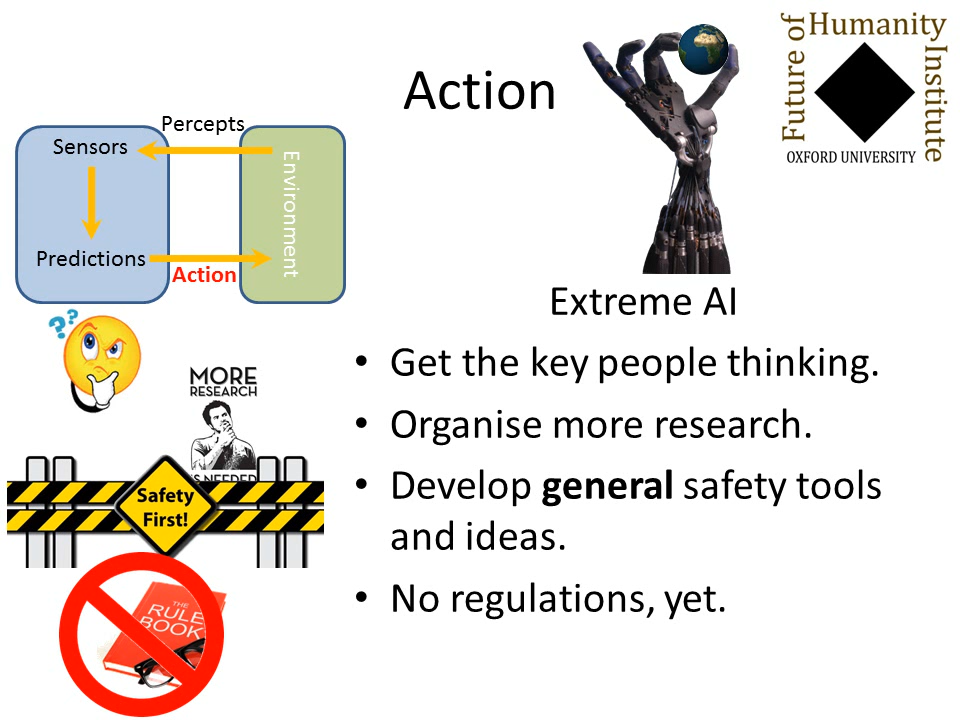 Action
Future of
Humanity
Institute
OXFORD UNIVERSITY
Percepts
Sensors
Environment
Predictions
Action
Extreme AI
• Get the key people thinking.
• Organise more research.
• Develop general safety tools
and ideas.
• No regulations, yet.
??
MORE
RESEARCH
IS NEEDED
Safety
First!
THE
RULE
BOOK